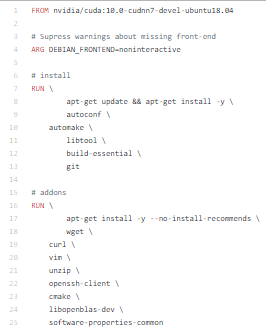 1 FROM nvidia/cuda:10.0-cudnn7-devel-ubuntu18.04
2
3 # Supress warnings about missing front-end
4 ARG DEBIAN_FRONTEND=noninteractive
5
6 # install
7 RUN \
8 apt-get update && apt-get install -y \
9 autoconf \
10 automake \
11 libtool \
12 build-essential \
13 git
14
15 # addons
16 RUN \
17 apt-get install -y --no-install-recommends \
18 wget \
19 curl \
20 vim \
21 unzip \
22 openssh-client \
23 cmake \
24 libopenblas-dev \
25 software-properties-common